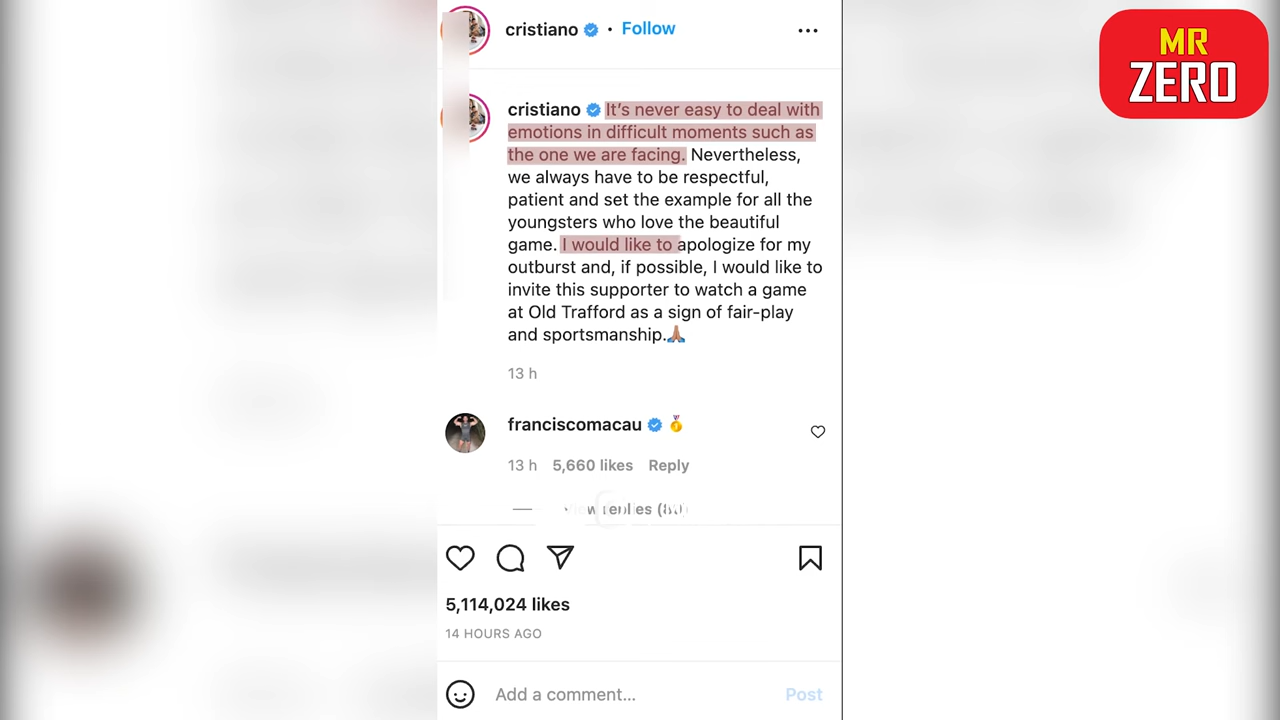 cristiano • Follow
MR
ZERO
cristiano It's never easy to deal with
emotions in difficult moments such as
the one we are facing. Nevertheless,
we always have to be respectful,
patient and set the example for all the
youngsters who love the beautiful
game. I would like to apologize for my
outburst and, if possible, I would like to
invite this supporter to watch a game
at Old Trafford as a sign of fair-play
and sportsmanship.🙏🏽
13 h
franciscomacau 🥇
13 h 5,660 likes Reply
replies
5,114,024 likes
14 HOURS AGO
Add a comment... Post